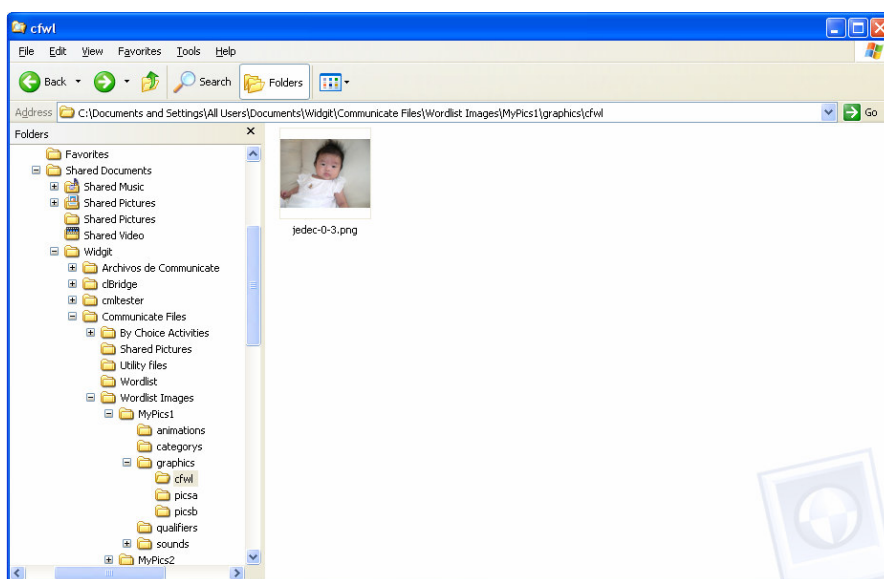 cfwl
File Edit View Favorites Tools Help
Back Search Folders
Address C:\Documents and Settings\All Users\Documents\Widgit\Communicate Files\Wordlist Images\MyPics1\graphics\cfwl Go
Folders X
Favorites
Shared Documents
Shared Music
Shared Pictures
Shared Pictures
Shared Video
Widgit
Archivos de Communicate
clBridge
cmltester
Communicate Files
By Choice Activities
Shared Pictures
Utility files
Wordlist
Wordlist Images
MyPics1
animations
categorys
graphics
cfwl
picsa
picsb
qualifiers
sounds
MyPics2
jedec-0-3.png